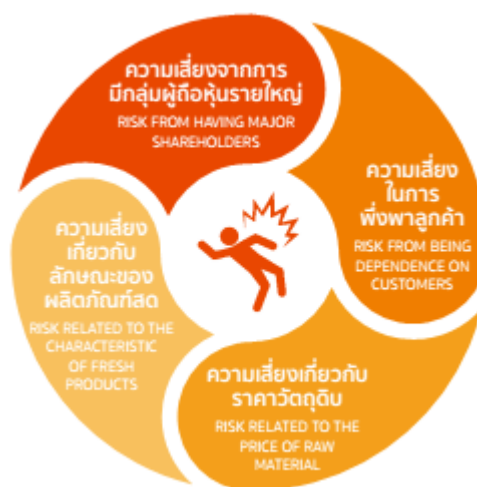 ความเสี่ยงจากการ
มีกลุ่มผู้ถือหุ้นรายใหญ่
RISK FROM HAVING MAJOR
SHAREHOLDERS
ความเสี่ยง
ในการ
พึ่งพาลูกค้า
RISK FROM BEING
DEPENDENCE ON
CUSTOMERS
ความเสี่ยงเกี่ยวกับ
ราคาวัตถุดิบ
RISK RELATED TO THE
PRICE OF RAW
MATERIAL
ความเสี่ยง
เกี่ยวกับ
ลักษณะของ
ผลิตภัณฑ์สด
RISK RELATED TO THE
CHARACTERISTIC
OF FRESH
PRODUCTS